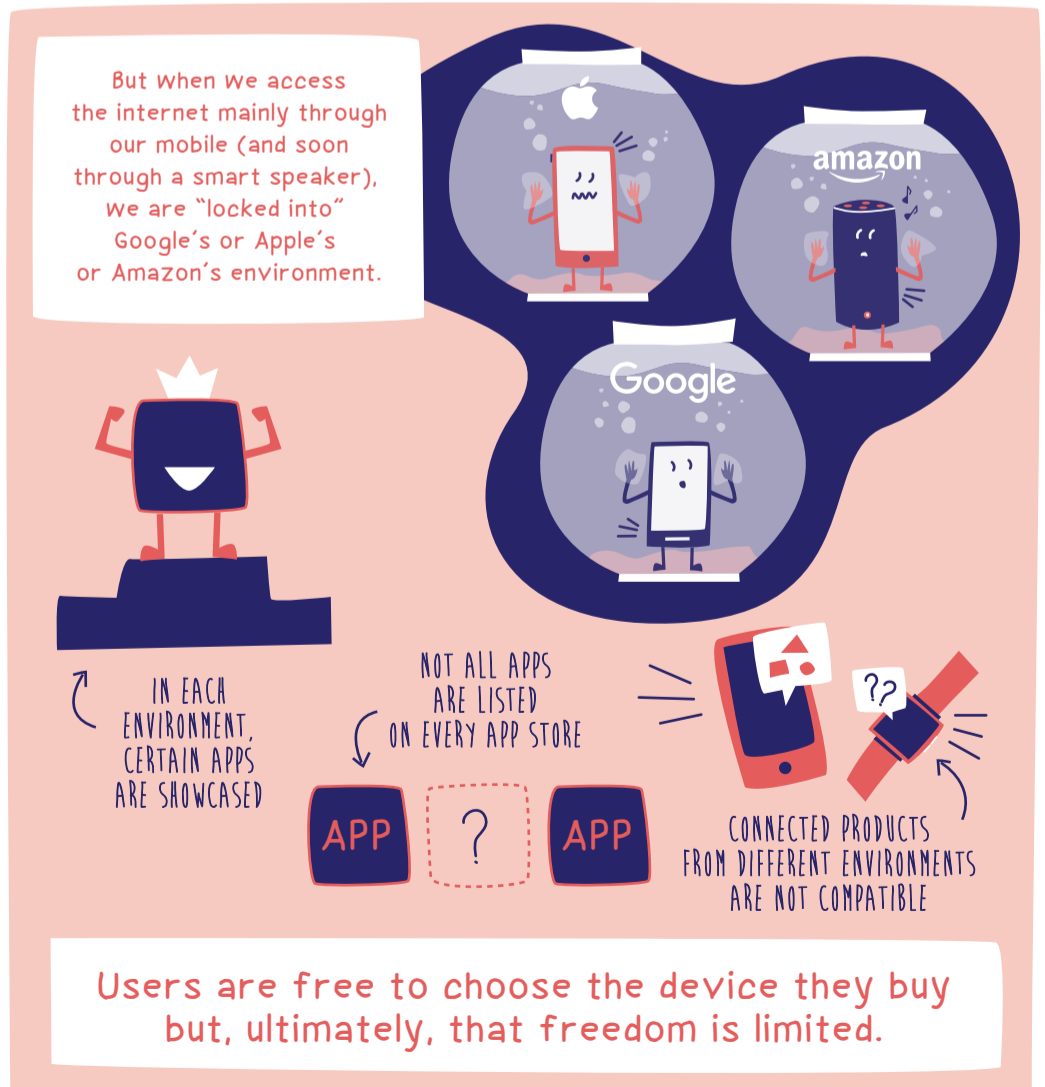 But when we access
the internet mainly through
our mobile (and soon
through a smart speaker),
we are “locked into”
Google's or Apple's
or Amazon's environment.
amazon
Google
IN EACH
ENVIRONMENT,
CERTAIN APPS
ARE SHOWCASED
NOT ALL APPS
ARE LISTED
ON EVERY APP STORE
APP
?
APP
??
CONNECTED PRODUCTS
FROM DIFFERENT ENVIRONMENTS
ARE NOT COMPATIBLE
Users are free to choose the device they buy
but, ultimately, that freedom is limited.